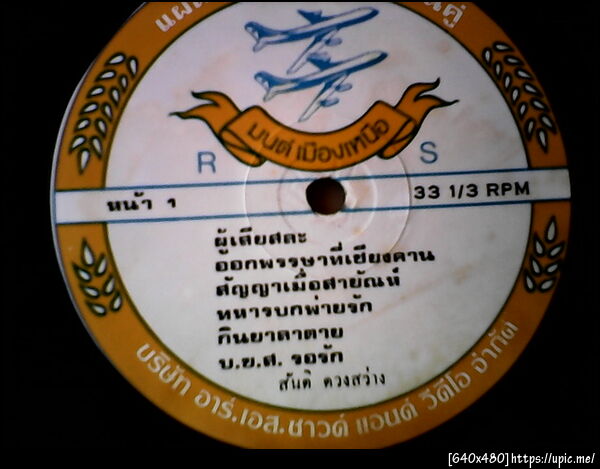 มนต์เมืองเหนือ
R S
หน้า 1 33 1/3 RPM
ผู้เสียสละ
ออกพรรษาที่เชียงคาน
สัญญาเมื่อสายัณห์
ทหารบกพ่ายรัก
กินยาลาตาย
บ.ข.ส. รอรัก
สันติ ดวงสว่าง
บริษัท อาร์.เอส.ซาวด์ แอนด์ วีดีโอ จำกัด
[640x480]https://upic.me/